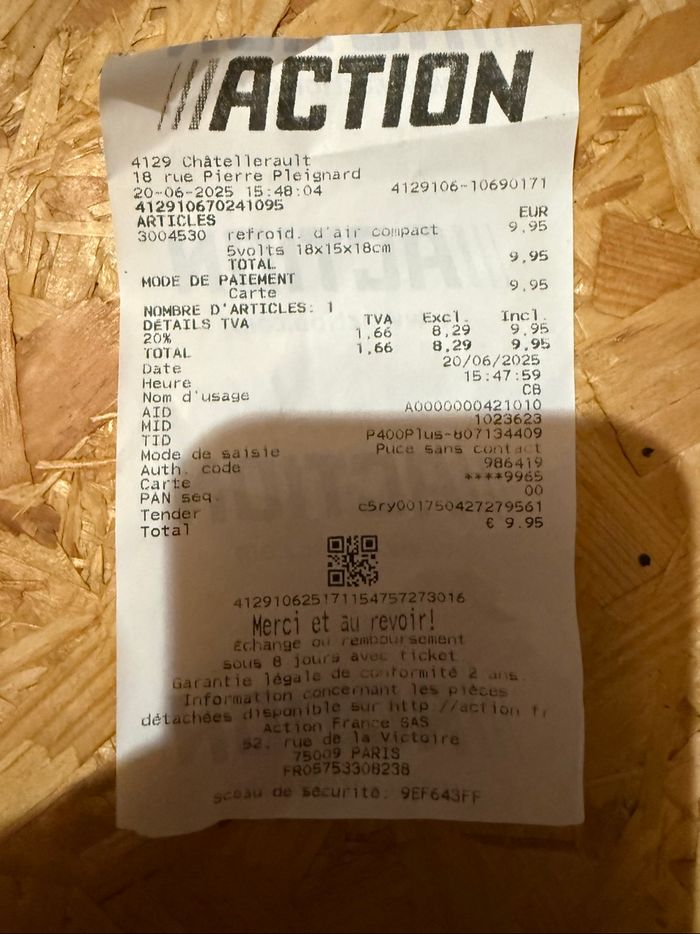 ACTION
4129 Châtellerault
18 rue Pierre Pleignard
20-06-2025 15:48:04 4129106-10690171
412910670241095
ARTICLES EUR
3004530 refroid. d'air compact 9,95
5volts 18x15x18cm
TOTAL 9,95
MODE DE PAIEMENT
Carte 9,95
NOMBRE D'ARTICLES: 1
DÉTAILS TVA TVA Excl. Incl.
20% 1,66 8,29 9,95
TOTAL 1,66 8,29 9,95
Date 20/06/2025
Heure 15:47:59
Nom d'usage CB
AID A0000000421010
MID 1023623
TID P400Plus-807134409
Mode de saisie Puce sans contact
Auth. code 986419
Carte ****9965
PAN seq. 00
Tender c5ry001750427279561
Total € 9.95
412910625171154757273016
Merci et au revoir!
Échange ou remboursement
sous 8 jours avec ticket
Garantie légale de conformité 2 ans.
Information concernant les pièces
détachées disponible sur http://action.fr
Action France SAS
52, rue de la Victoire
75009 PARIS
FR05753308238
sceau de sécurité: 9EF643FF